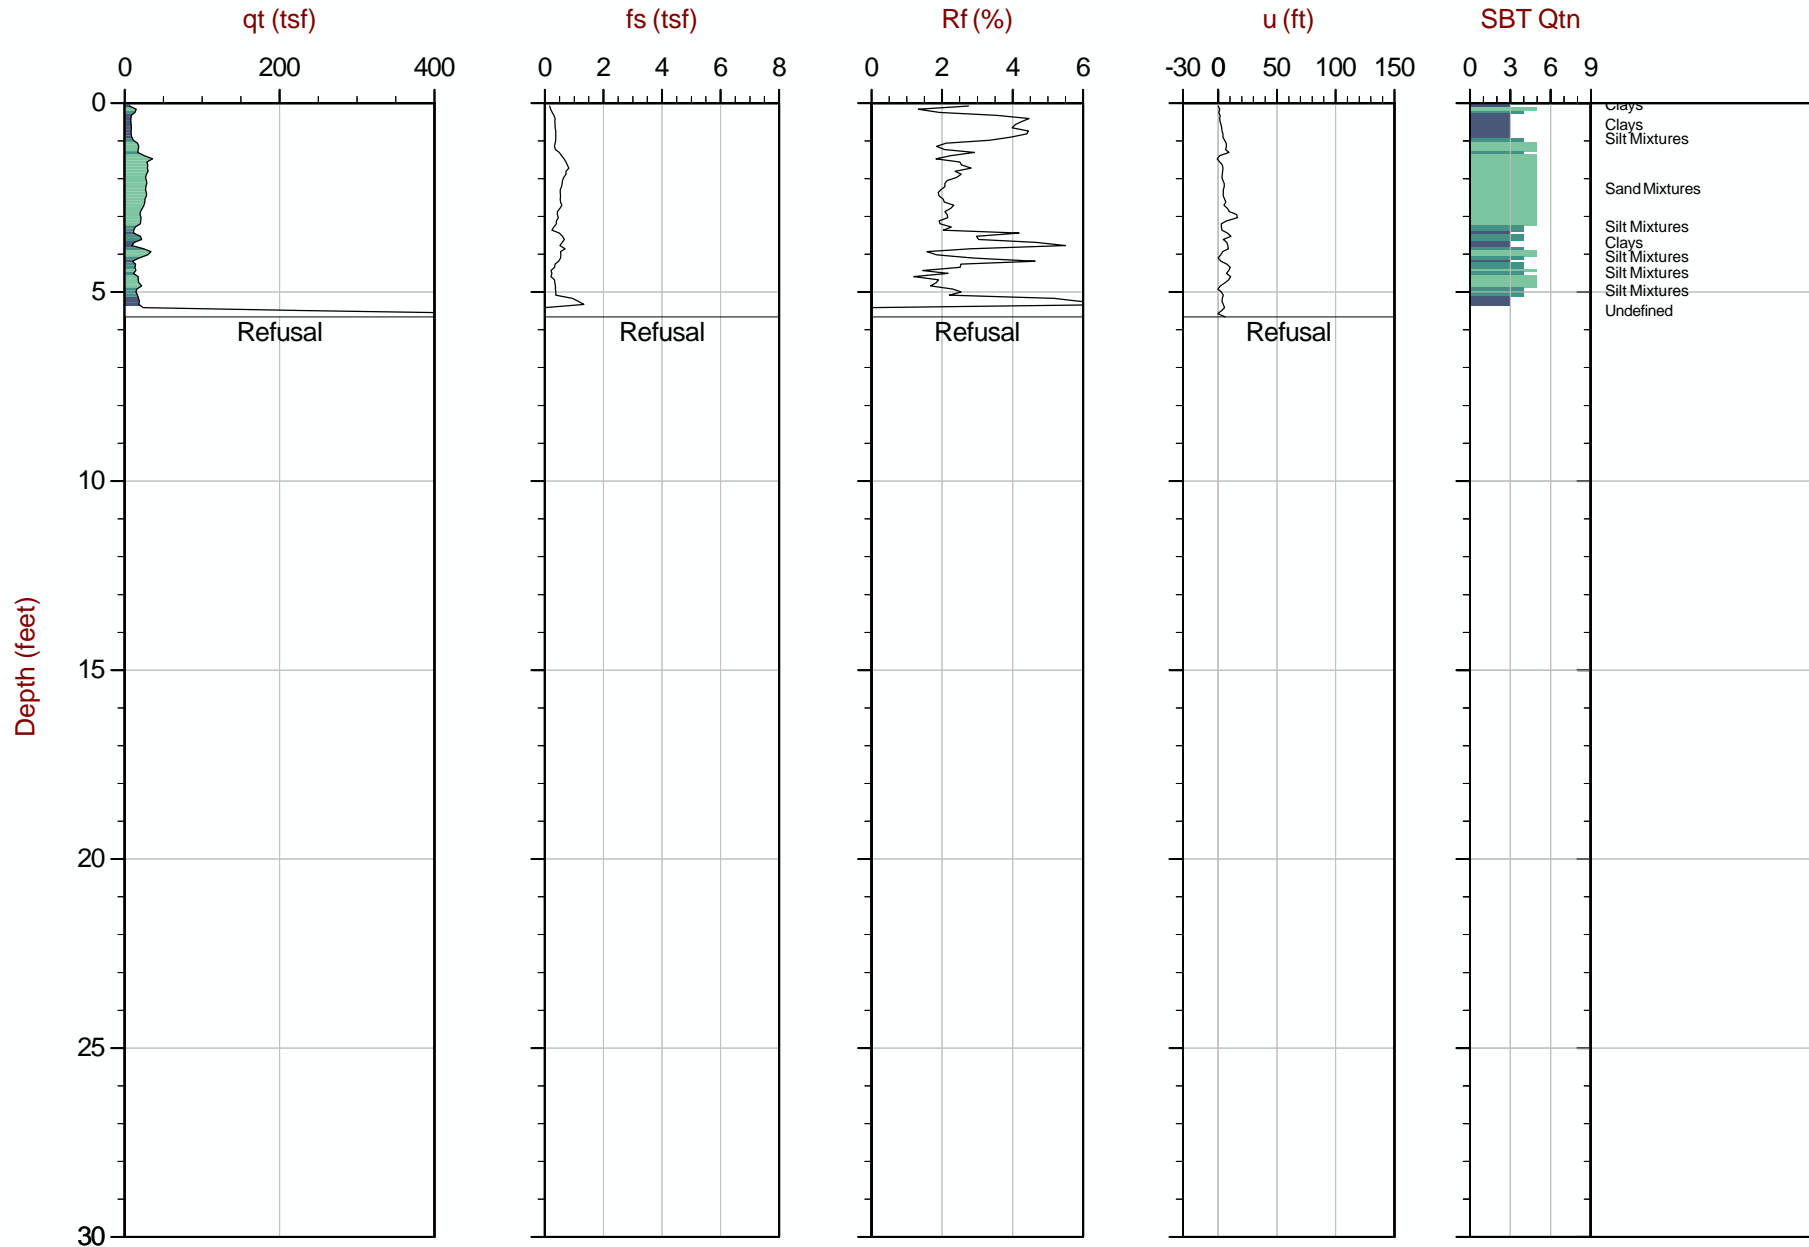 qt (tsf)
fs (tsf)
Rf (%)
u (ft)
SBT Qtn
0 200 400
0 2 4 6 8
0 2 4 6
-30 0 50 100 150
0 3 6 9
0
5
10
15
20
25
30
Depth (feet)
Refusal
Refusal
Refusal
Refusal
Clays
Clays
Silt Mixtures
Sand Mixtures
Silt Mixtures
Clays
Silt Mixtures
Silt Mixtures
Silt Mixtures
Undefined